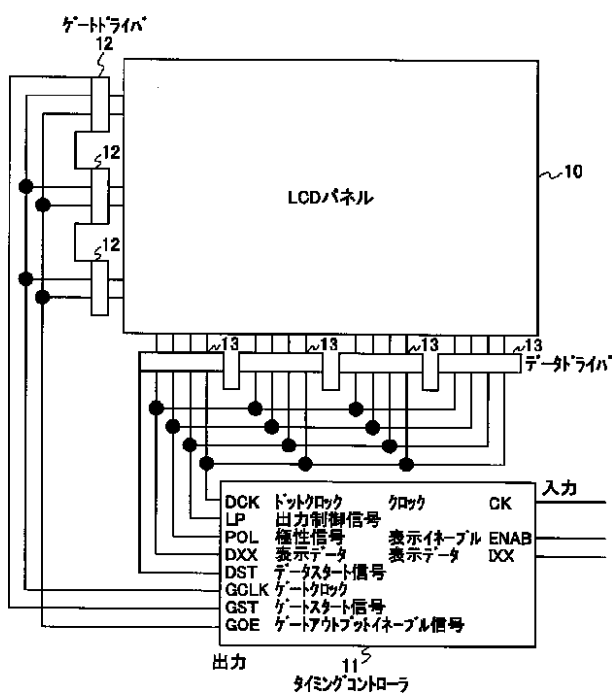 ゲートドライバ
12
12
12
LCDパネル
10
13
13
13
13
データドライバ
入力
DCK ドットクロック クロック CK
LP 出力制御信号
POL 極性信号 表示イネーブル ENAB
DXX 表示データ 表示データ IXX
DST データスタート信号
GCLK ゲートクロック
GST ゲートスタート信号
GOE ゲートアウトプットイネーブル信号
出力
11
タイミングコントローラ